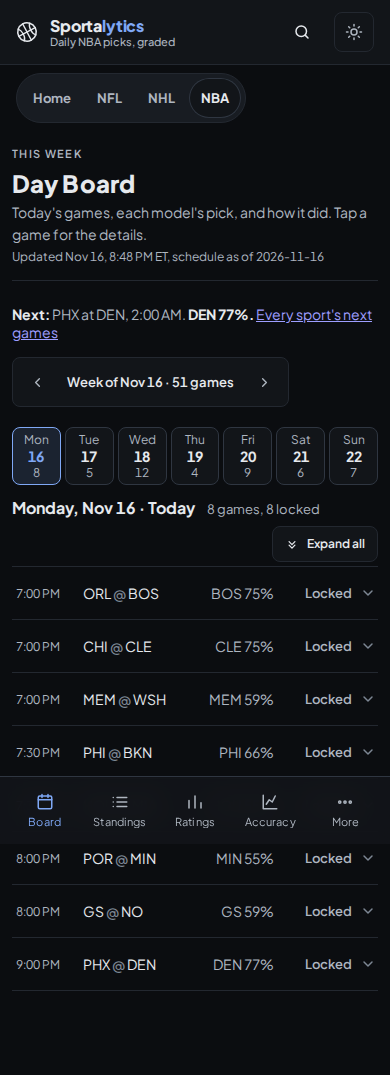 Sportalytics
Daily NBA picks, graded
Home NFL NHL NBA
THIS WEEK
Day Board
Today's games, each model's pick, and how it did. Tap a
game for the details.
Updated Nov 16, 8:48 PM ET, schedule as of 2026-11-16
Next: PHX at DEN, 2:00 AM. DEN 77%. Every sport's next
games
Week of Nov 16 · 51 games
Mon Tue Wed Thu Fri Sat Sun
16 17 18 19 20 21 22
8 5 12 4 9 6 7
Monday, Nov 16 · Today 8 games, 8 locked
Expand all
7:00 PM ORL @ BOS BOS 75% Locked
7:00 PM CHI @ CLE CLE 75% Locked
7:00 PM MEM @ WSH MEM 59% Locked
7:30 PM PHI @ BKN PHI 66% Locked
Board Standings Ratings Accuracy More
8:00 PM POR @ MIN MIN 55% Locked
8:00 PM GS @ NO GS 59% Locked
9:00 PM PHX @ DEN DEN 77% Locked